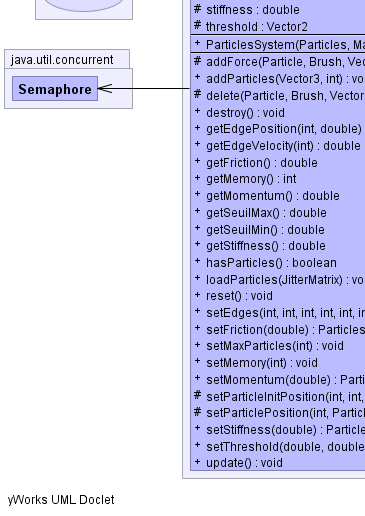 # stiffness : double
# threshold : Vector2
+ ParticlesSystem(Particles, Ma
java.util.concurrent
Semaphore
# addForce(Particle, Brush, Vec
+ addParticles(Vector3, int) : vo
# delete(Particle, Brush, Vector
+ destroy() : void
+ getEdgePosition(int, double)
+ getEdgeVelocity(int) : double
+ getFriction() : double
+ getMemory() : int
+ getMomentum() : double
+ getSeuilMax() : double
+ getSeuilMin() : double
+ getStiffness() : double
+ hasParticles() : boolean
+ loadParticles(JitterMatrix) : vo
+ reset() : void
+ setEdges(int, int, int, int, int, in
+ setFriction(double) : Particles
+ setMaxParticles(int) : void
+ setMemory(int) : void
+ setMomentum(double) : Parti
# setParticleInitPosition(int, int,
# setParticlePosition(int, Particl
+ setStiffness(double) : Particle
+ setThreshold(double, double
+ update() : void
yWorks UML Doclet